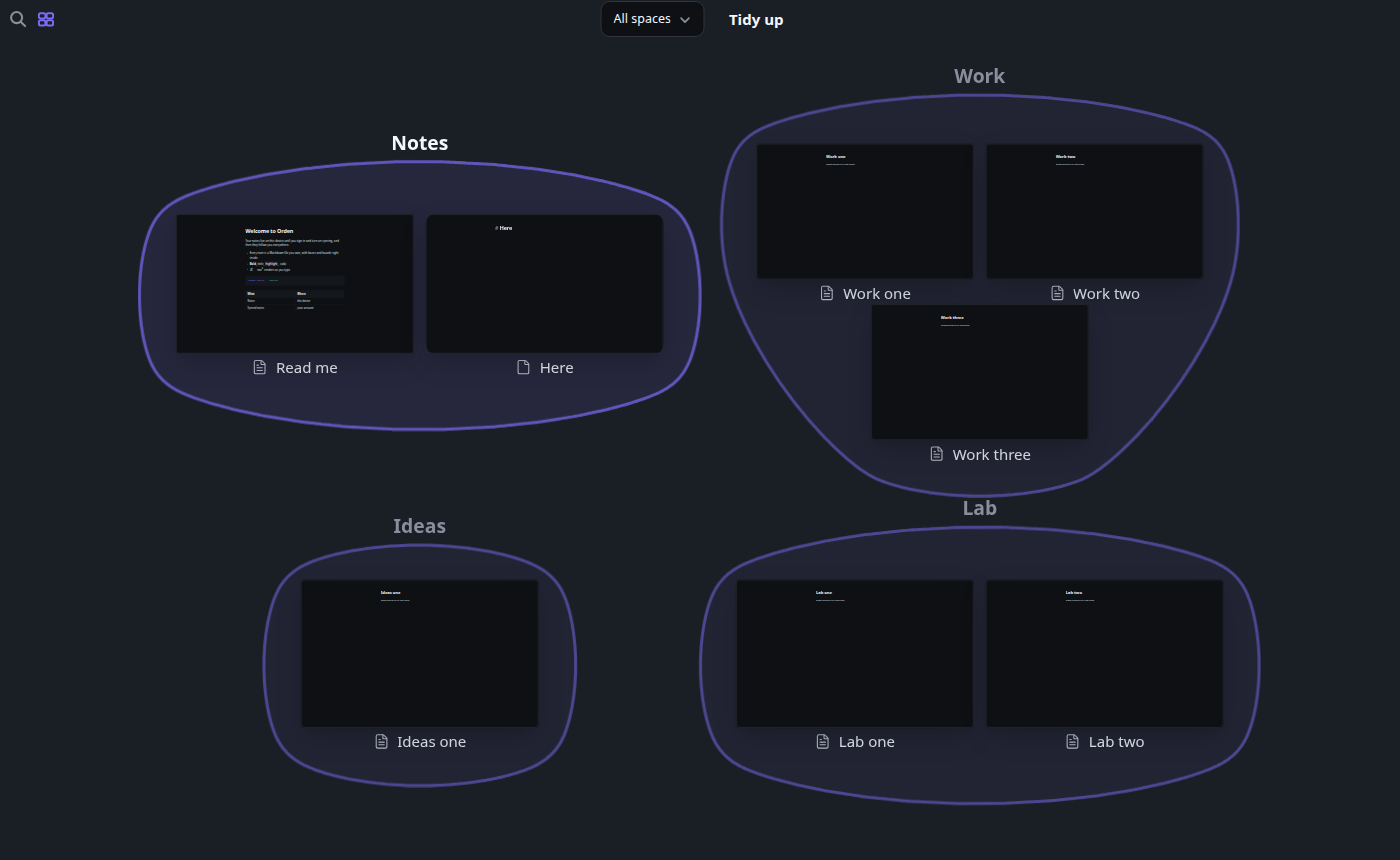 All spaces
Tidy up
Work
Notes
Work one
Work two
Welcome to Orden
# Here
Work one
Work two
Work three
Read me
Here
Work three
Lab
Ideas
Ideas one
Lab one
Lab two
Ideas one
Lab one
Lab two